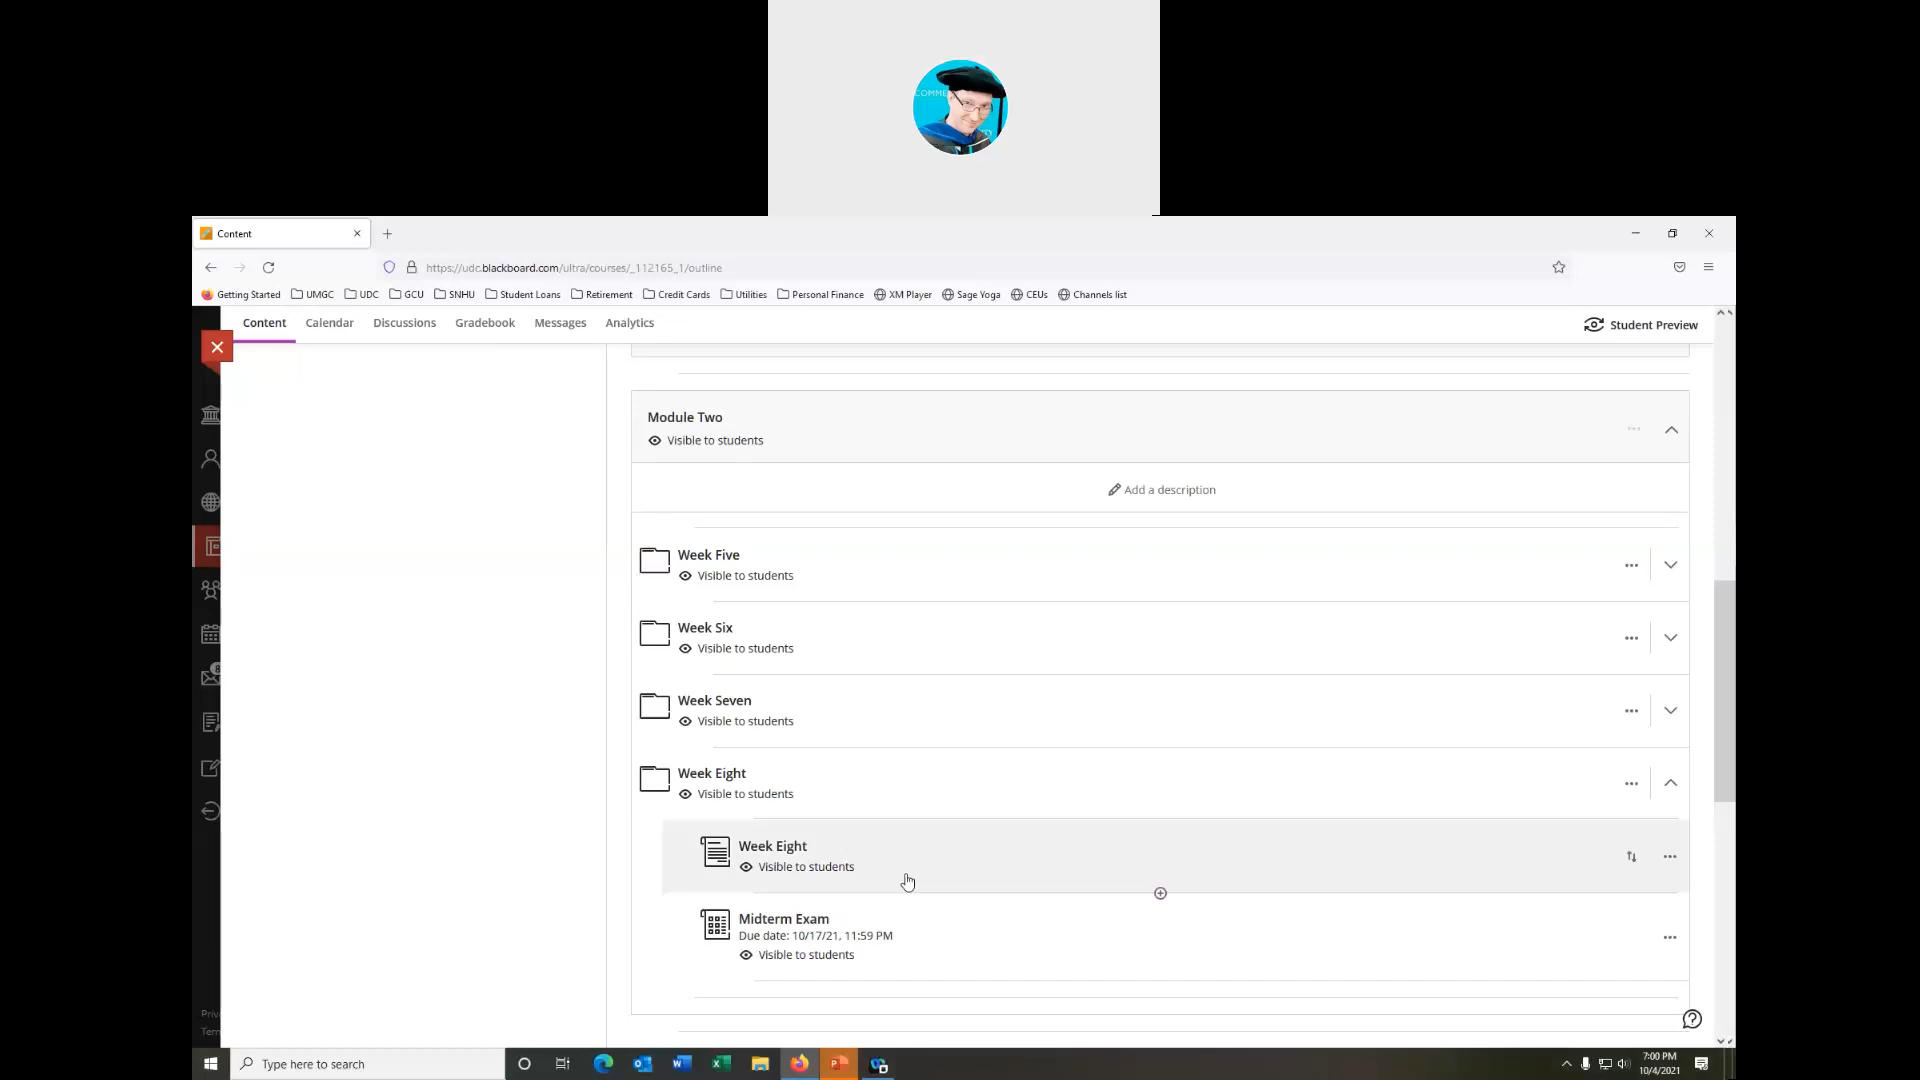 COMME
Content
https://udc.blackboard.com/ultra/courses/_112165_1/outline
Getting Started UMGC UDC GCU SNHU Student Loans Retirement Credit Cards Utilities Personal Finance XM Player Sage Yoga CEUs Channels list
Content Calendar Discussions Gradebook Messages Analytics
Student Preview
Module Two
Visible to students
Add a description
Week Five
Visible to students
Week Six
Visible to students
Week Seven
Visible to students
Week Eight
Visible to students
8
Week Eight
Visible to students
Midterm Exam
Due date: 10/17/21, 11:59 PM
Visible to students
Priv
Tern
Type here to search
7:00 PM
10/4/2021